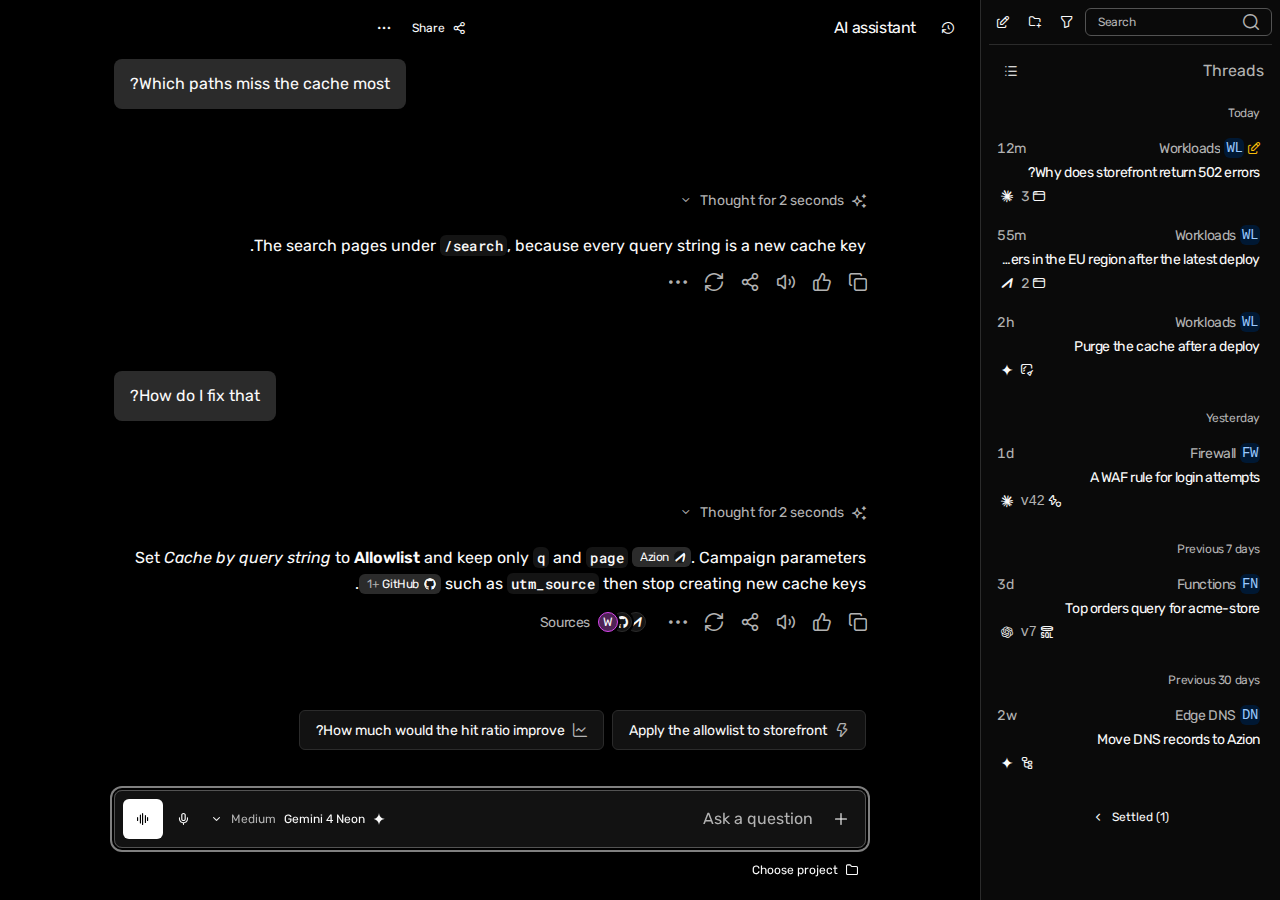 Share
AI assistant
Search
?Which paths miss the cache most
Thought for 2 seconds
.The search pages under /search, because every query string is a new cache key
?How do I fix that
Thought for 2 seconds
Set Cache by query string to Allowlist and keep only q and page Azion. Campaign parameters
.1+ GitHub such as utm_source then stop creating new cache keys
Sources W
?How much would the hit ratio improve
Apply the allowlist to storefront
Medium Gemini 4 Neon
Ask a question
Choose project
Threads
Today
12m Workloads WL
?Why does storefront return 502 errors
3
55m Workloads WL
…ers in the EU region after the latest deploy
2
2h Workloads WL
Purge the cache after a deploy
Yesterday
1d Firewall FW
A WAF rule for login attempts
v42
Previous 7 days
3d Functions FN
Top orders query for acme-store
v7 SQL
Previous 30 days
2w Edge DNS DN
Move DNS records to Azion
Settled (1)